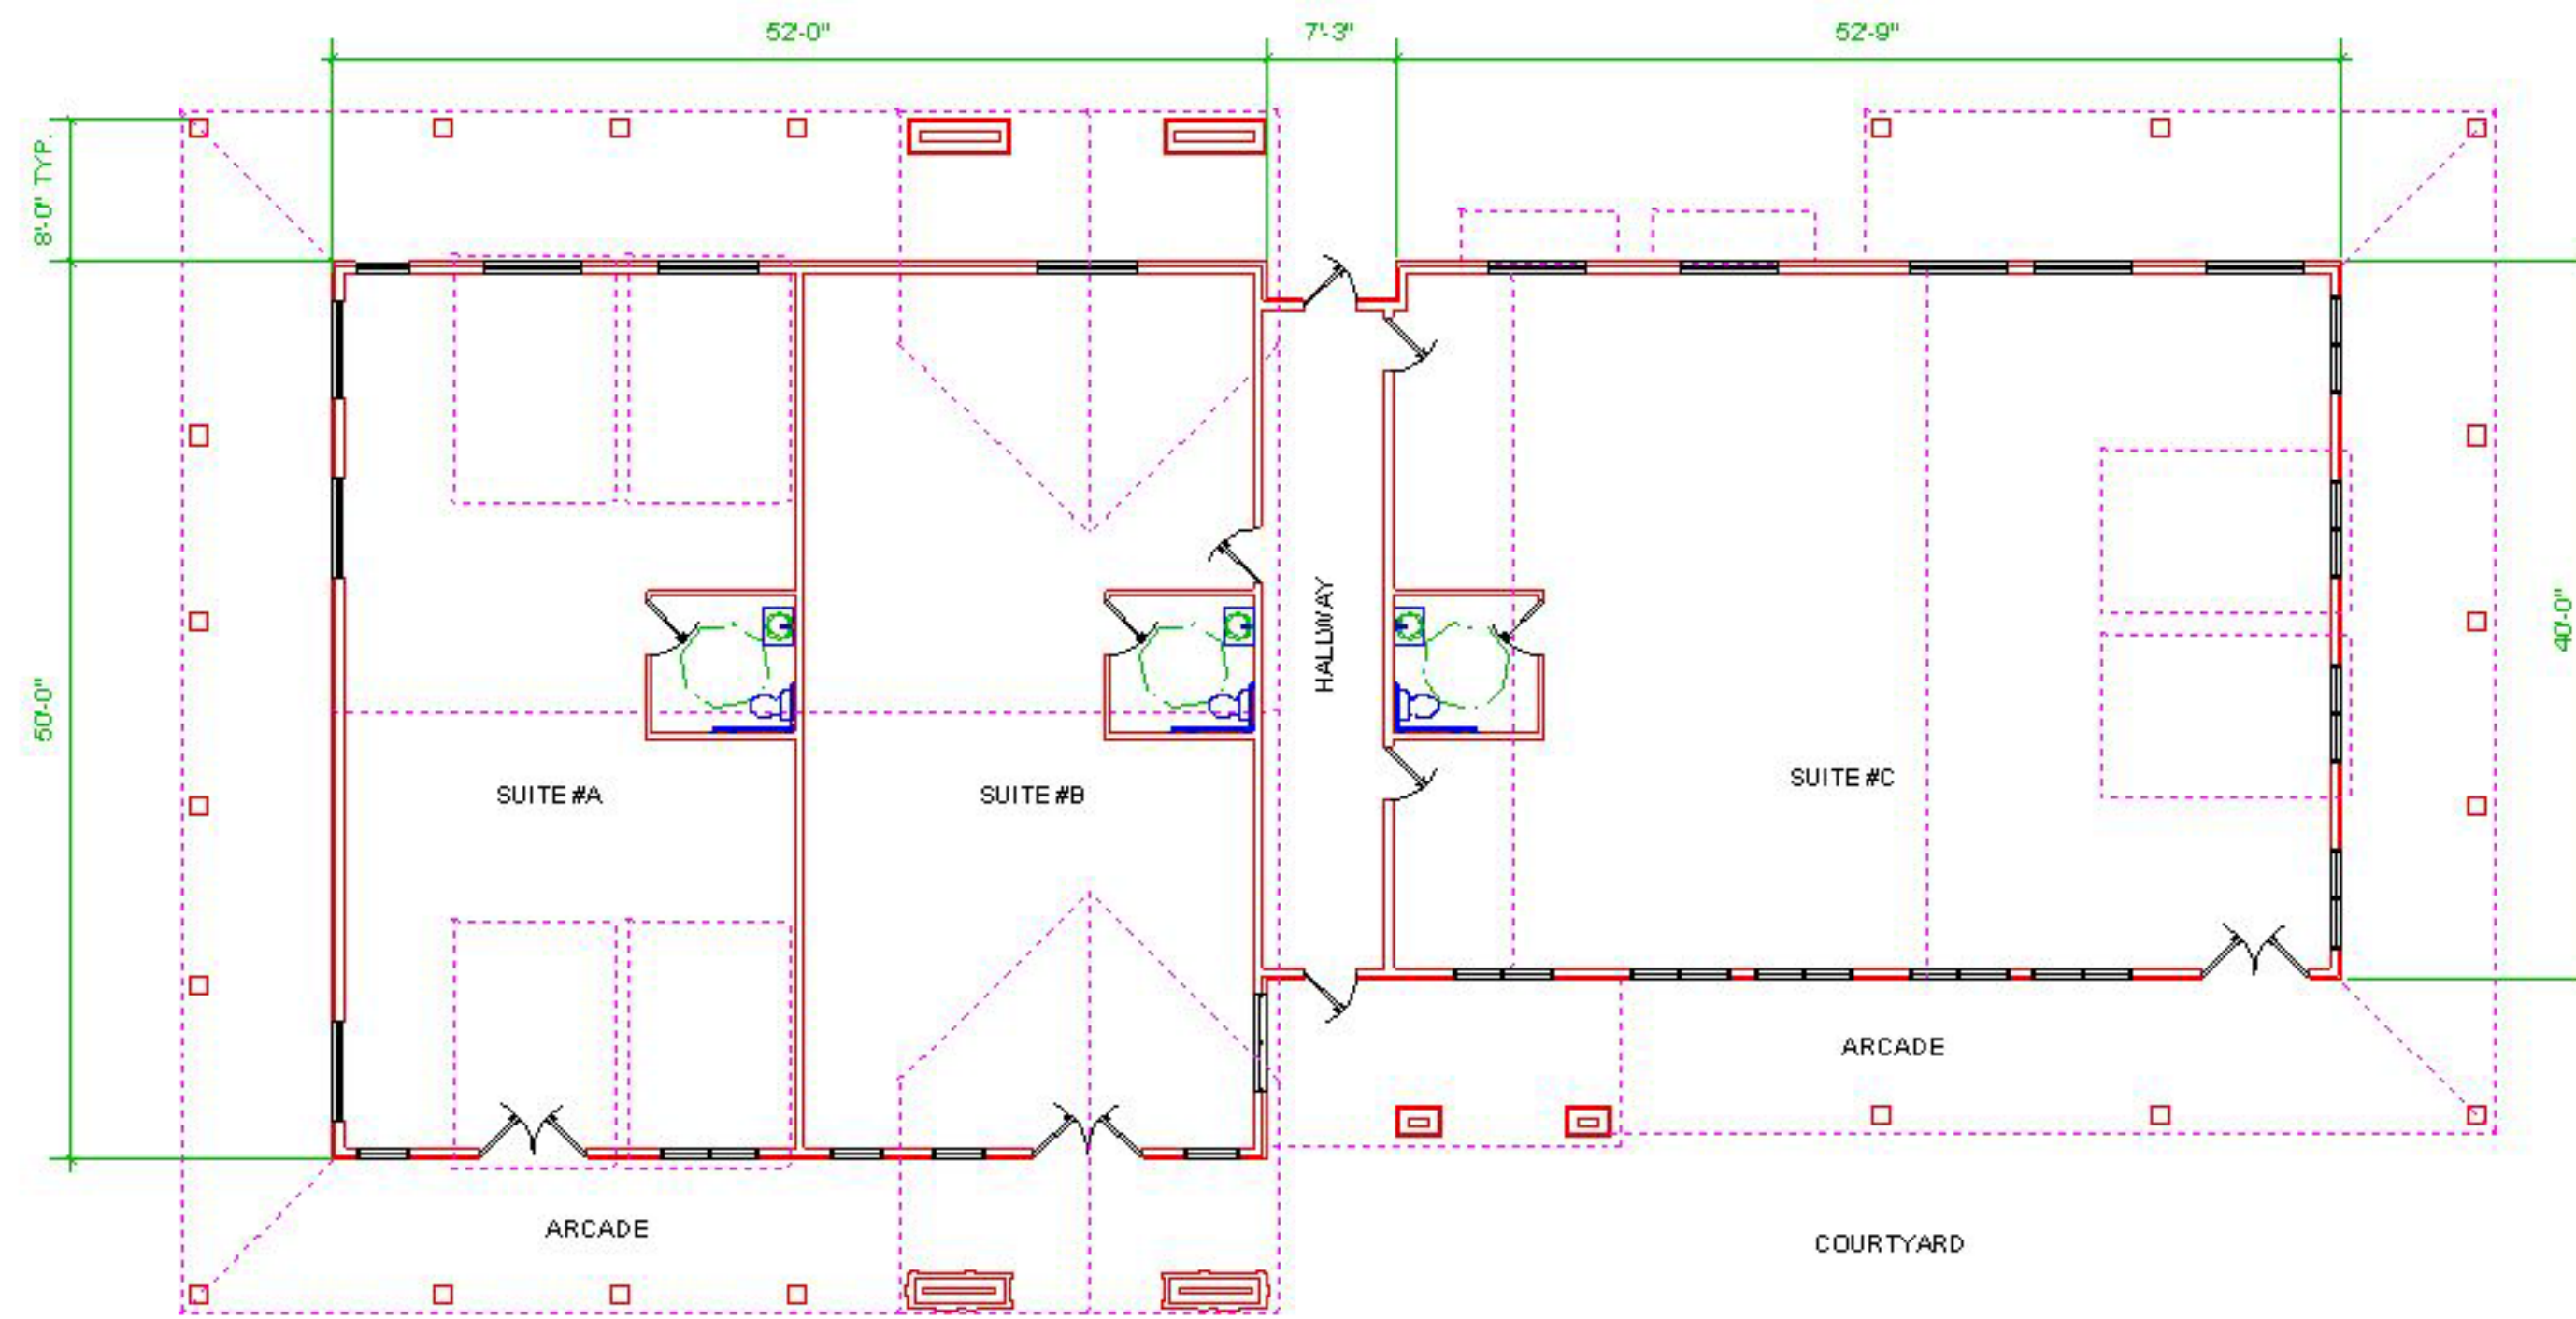 52'-0"
7'-3"
52'-9"
8'-0" TYP.
50'-0"
40'-0"
HALLWAY
SUITE #A
SUITE #B
SUITE #C
ARCADE
ARCADE
COURTYARD